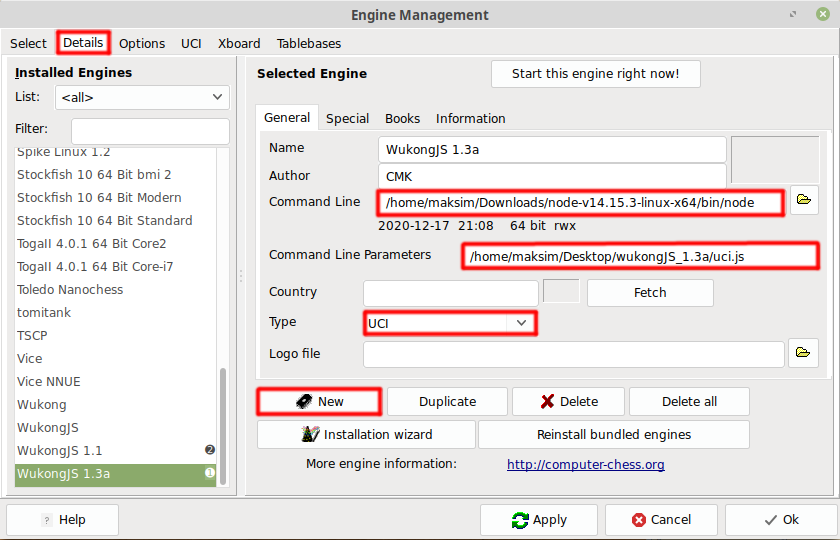 Engine Management
Select Details Options UCI Xboard Tablebases
Installed Engines
List: <all>
Filter:
Spike Linux 1.2
Stockfish 10 64 Bit bmi 2
Stockfish 10 64 Bit Modern
Stockfish 10 64 Bit Standard
TogaII 4.0.1 64 Bit Core2
TogaII 4.0.1 64 Bit Core-i7
Toledo Nanochess
tomitank
TSCP
Vice
Vice NNUE
Wukong
WukongJS
WukongJS 1.1 2
WukongJS 1.3a 1
Selected Engine Start this engine right now!
General Special Books Information
Name WukongJS 1.3a
Author CMK
Command Line /home/maksim/Downloads/node-v14.15.3-linux-x64/bin/node
2020-12-17 21:08 64 bit rwx
Command Line Parameters /home/maksim/Desktop/wukongJS_1.3a/uci.js
Country Fetch
Type UCI
Logo file
New Duplicate Delete Delete all
Installation wizard Reinstall bundled engines
More engine information: http://computer-chess.org
? Help Apply Cancel Ok